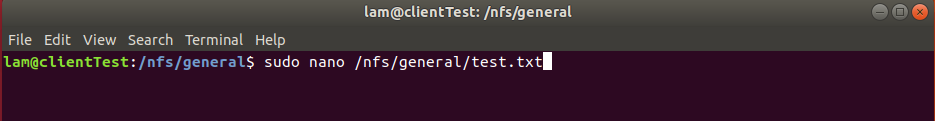 lam@clientTest: /nfs/general
File Edit View Search Terminal Help
lam@clientTest:/nfs/general$ sudo nano /nfs/general/test.txt